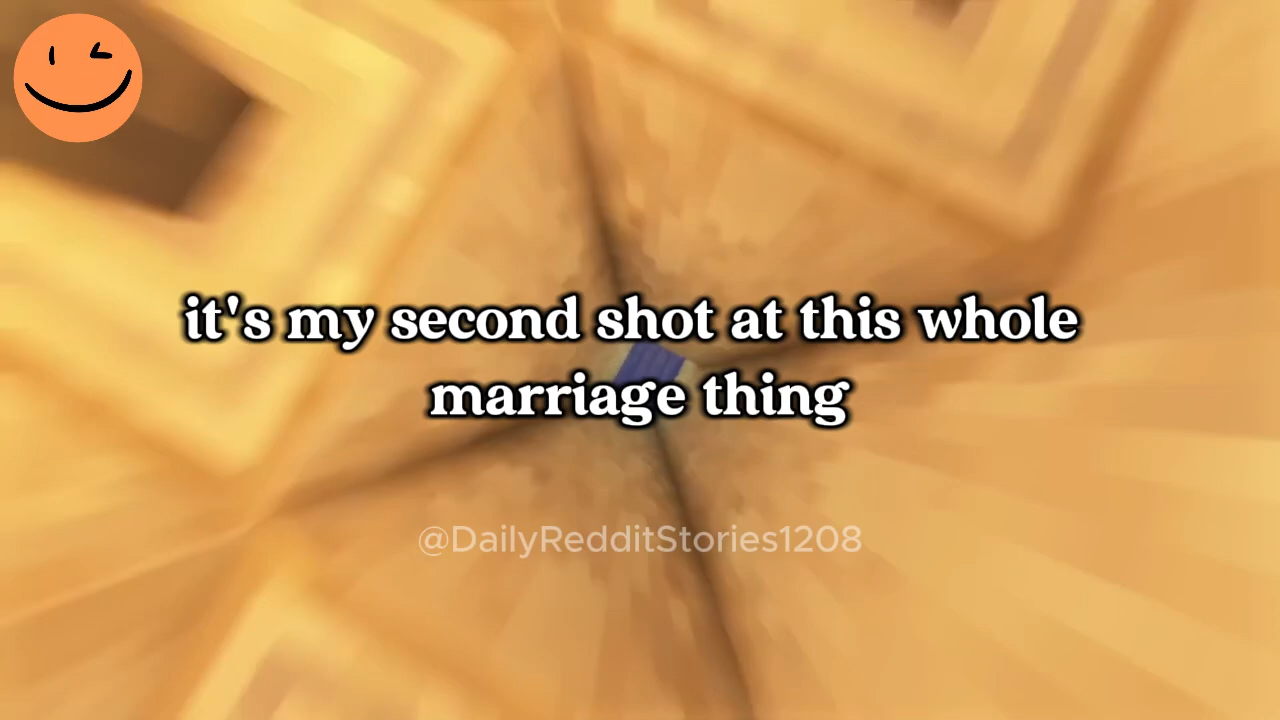 it's my second shot at this whole
marriage thing
@DailyRedditStories1208